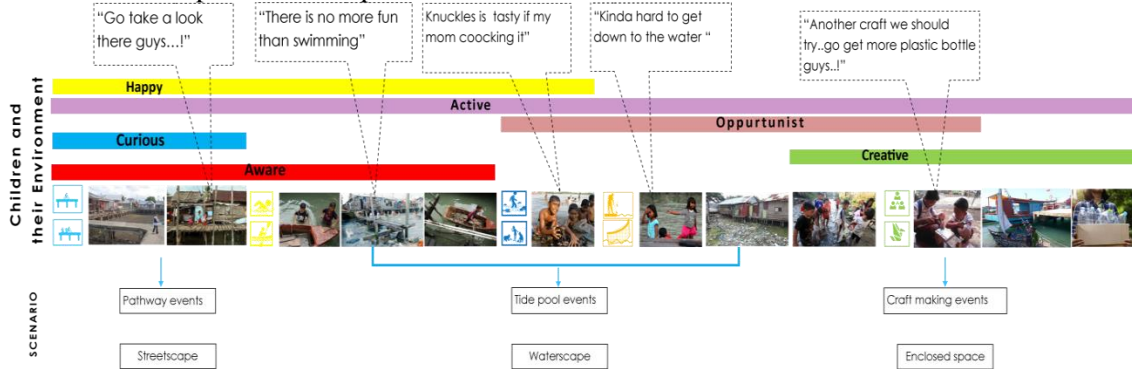 “Go take a look
there guys...!”
“There is no more fun
than swimming”
Knuckles is tasty if my
mom coocking it”
“Kinda hard to get
down to the water “
“Another craft we should
try..go get more plastic bottle
guys..!”
Children and
their Environment
Happy
Active
Oppurtunist
Curious
Creative
Aware
SCENARIO
Pathway events
Tide pool events
Craft making events
Streetscape
Waterscape
Enclosed space